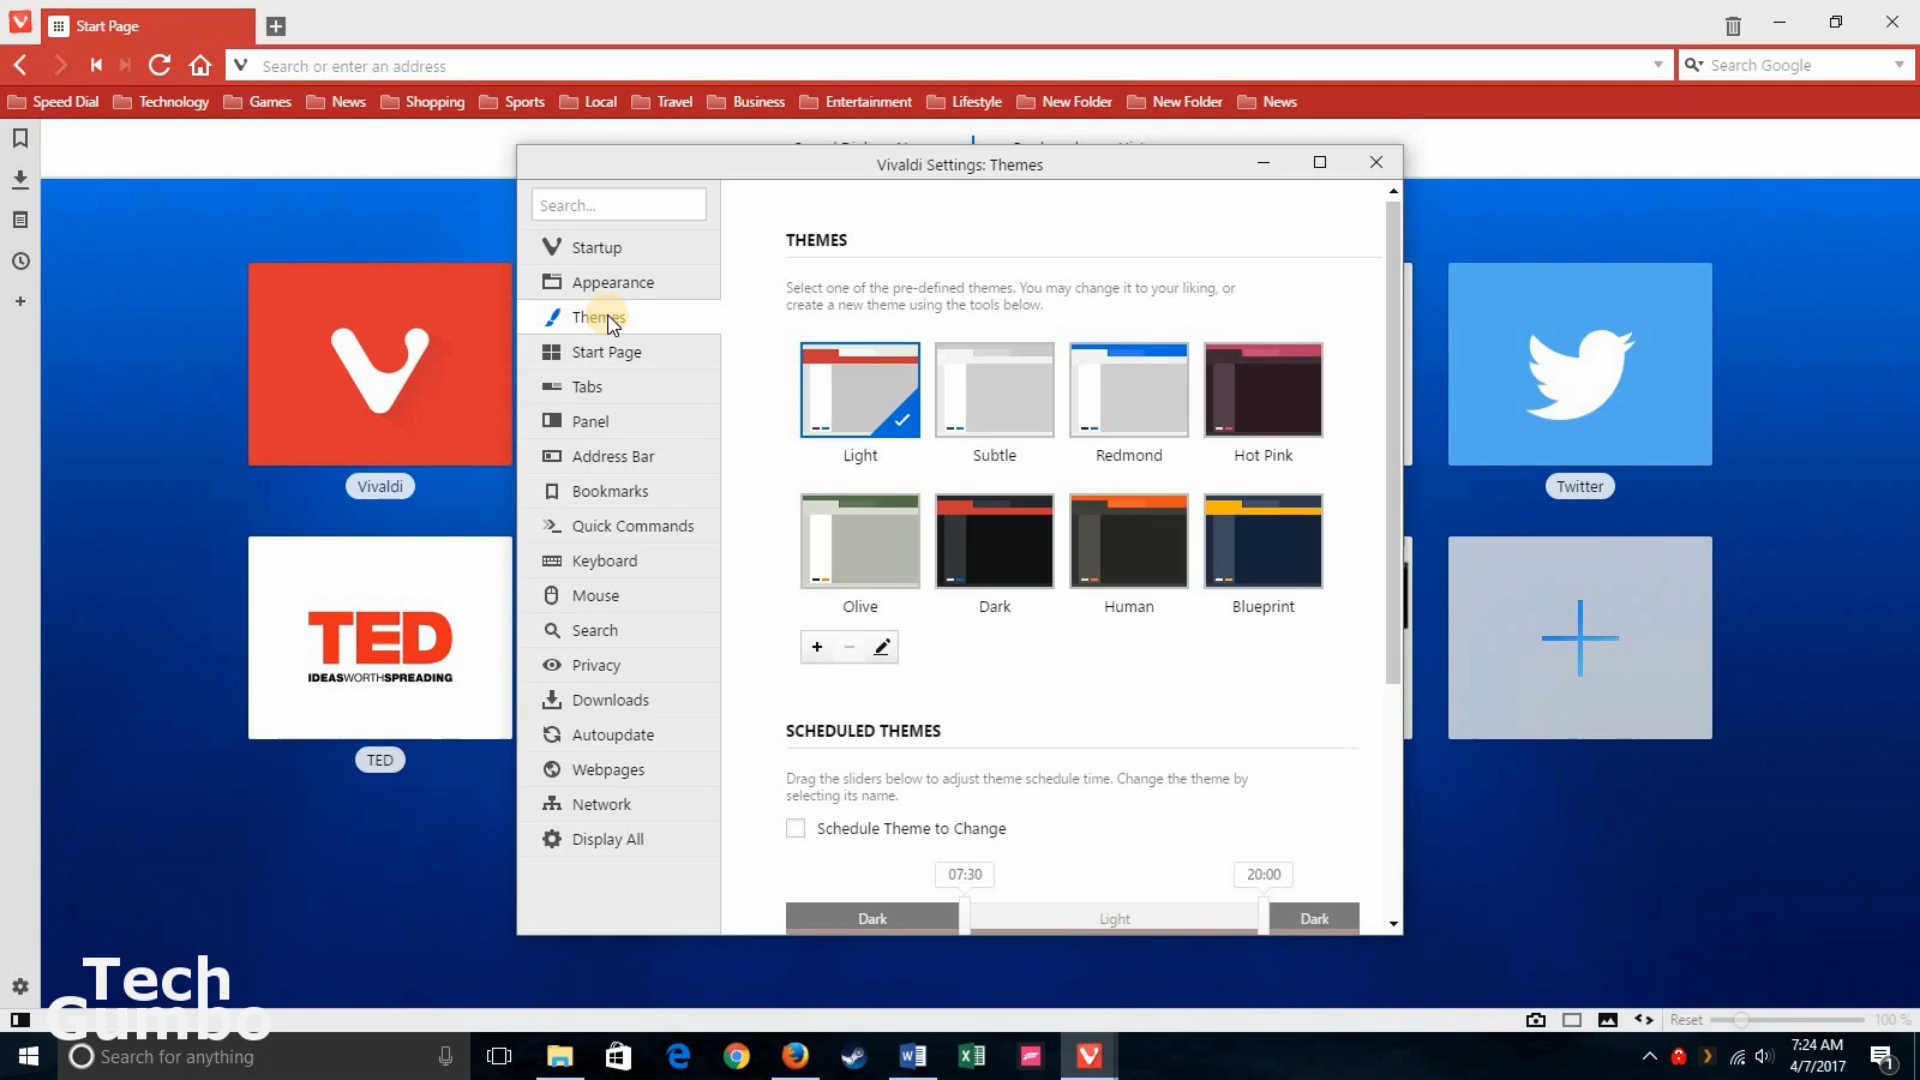 Start Page
Search or enter an address
Search Google
Speed Dial
Technology
Games
News
Shopping
Sports
Local
Travel
Business
Entertainment
Lifestyle
New Folder
New Folder
News
Vivaldi Settings: Themes
Search...
Startup
Appearance
Themes
Start Page
Tabs
Panel
Address Bar
Bookmarks
Quick Commands
Keyboard
Mouse
Search
Privacy
Downloads
Autoupdate
Webpages
Network
Display All
THEMES
Select one of the pre-defined themes. You may change it to your liking, or
create a new theme using the tools below.
Light
Subtle
Redmond
Hot Pink
Olive
Dark
Human
Blueprint
SCHEDULED THEMES
Drag the sliders below to adjust theme schedule time. Change the theme by
selecting its name.
Schedule Theme to Change
07:30
20:00
Dark
Light
Dark
Vivaldi
TED
IDEASWORTHSPREADING
TED
Twitter
Tech
Gumbo
Reset
100 %
Search for anything
7:24 AM
4/7/2017
1